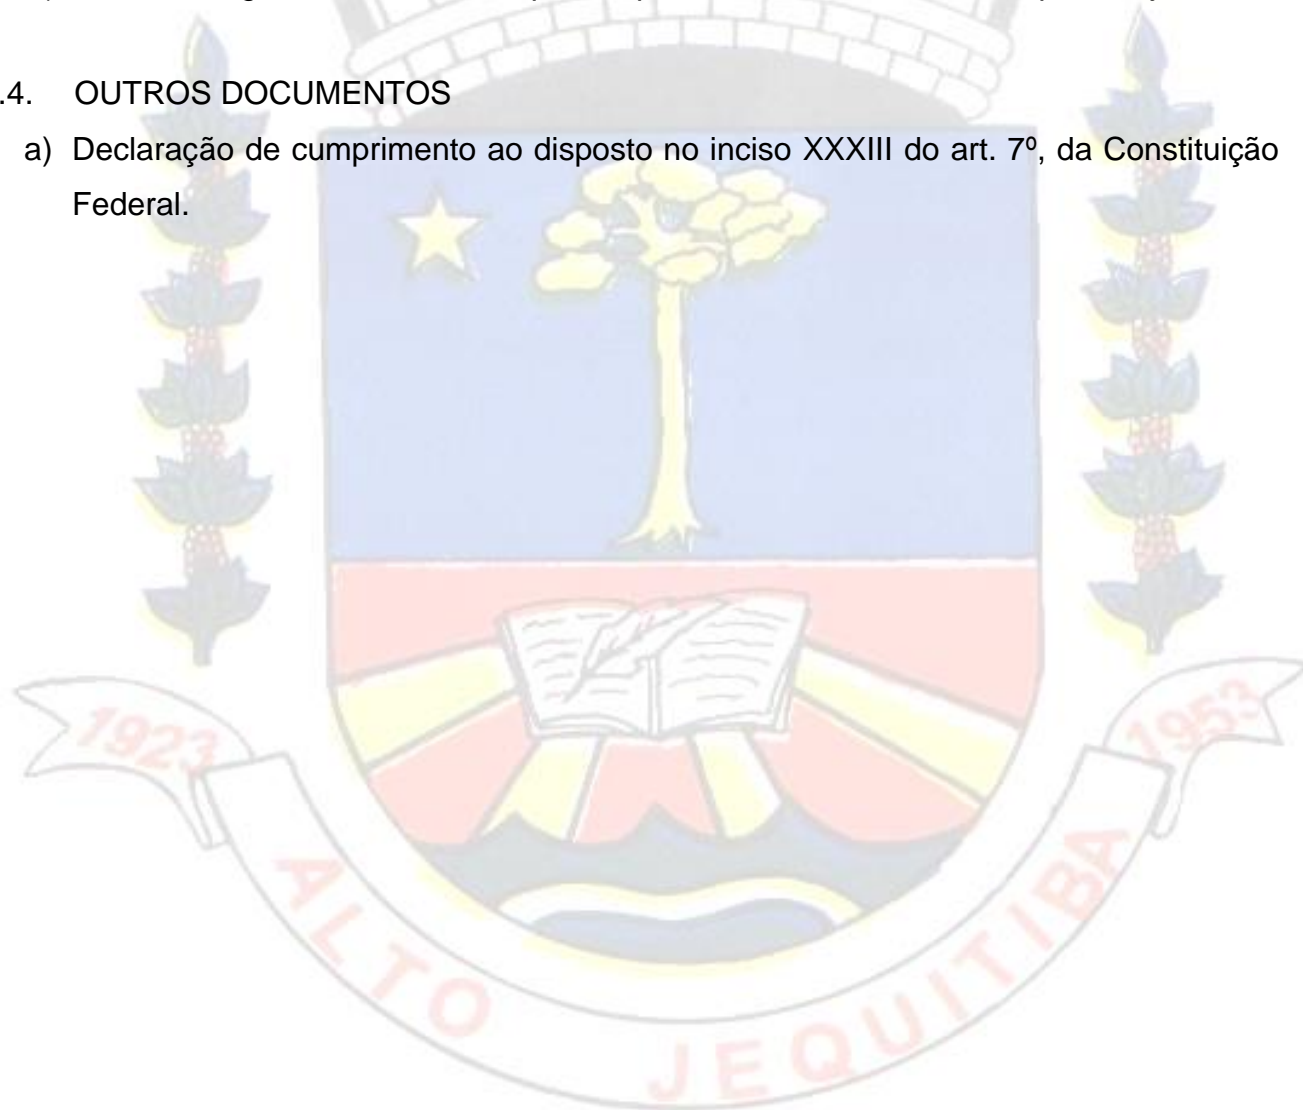 .4. OUTROS DOCUMENTOS
a) Declaração de cumprimento ao disposto no inciso XXXIII do art. 7º, da Constituição
Federal.
1923
1953
ALTO JEQUITIBA